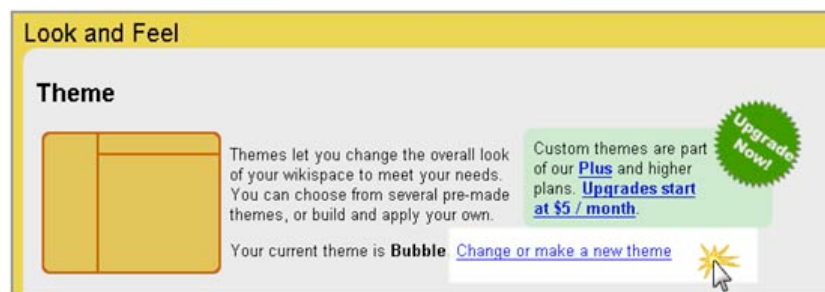 Look and Feel
Theme
Themes let you change the overall look
of your wikispace to meet your needs.
You can choose from several pre-made
themes, or build and apply your own.
Your current theme is Bubble. Change or make a new theme
Custom themes are part
of our Plus and higher
plans. Upgrades start
at $5 / month.
Upgrade
Now!